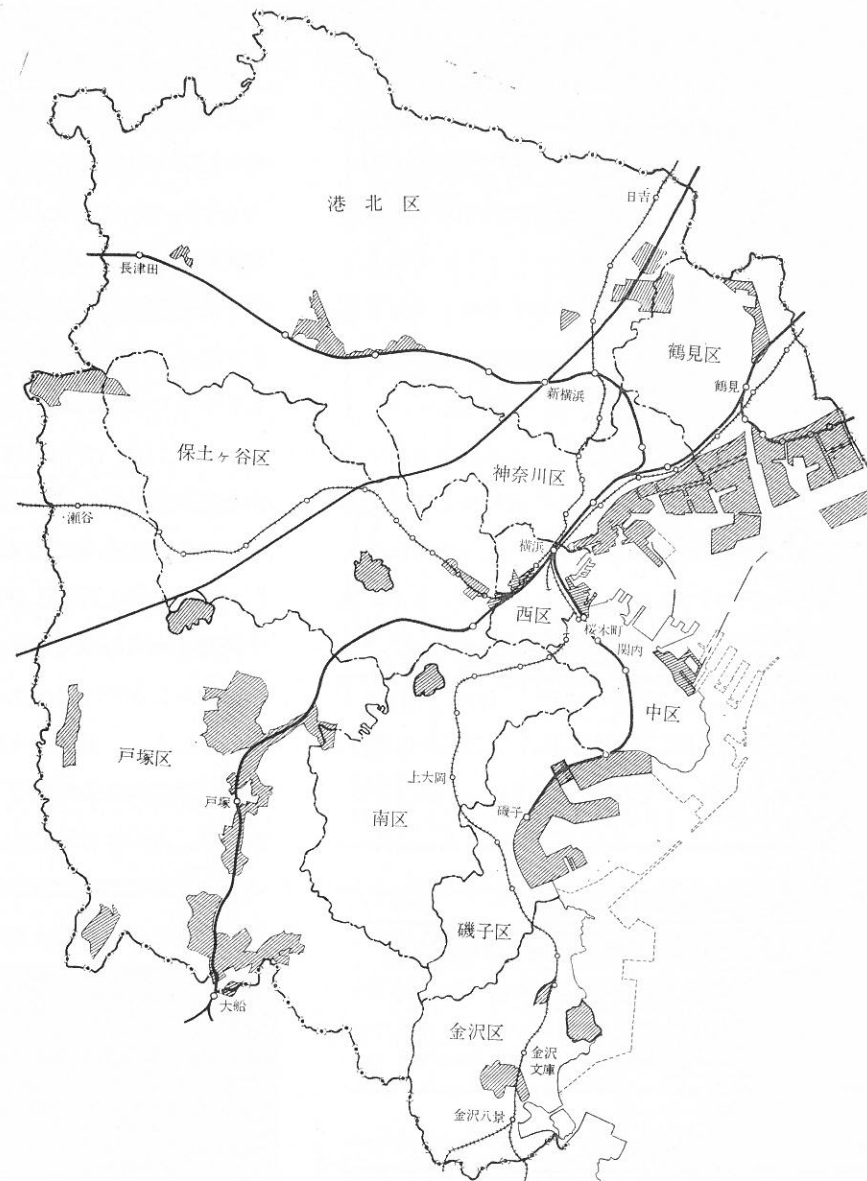 港北区
日吉
長津田
鶴見区
鶴見
新横浜
保土ヶ谷区
神奈川区
瀬谷
横浜
西区
桜木町
関内
中区
戸塚区
上大岡
戸塚
磯子
南区
磯子区
大船
金沢区
金沢
文庫
金沢八景